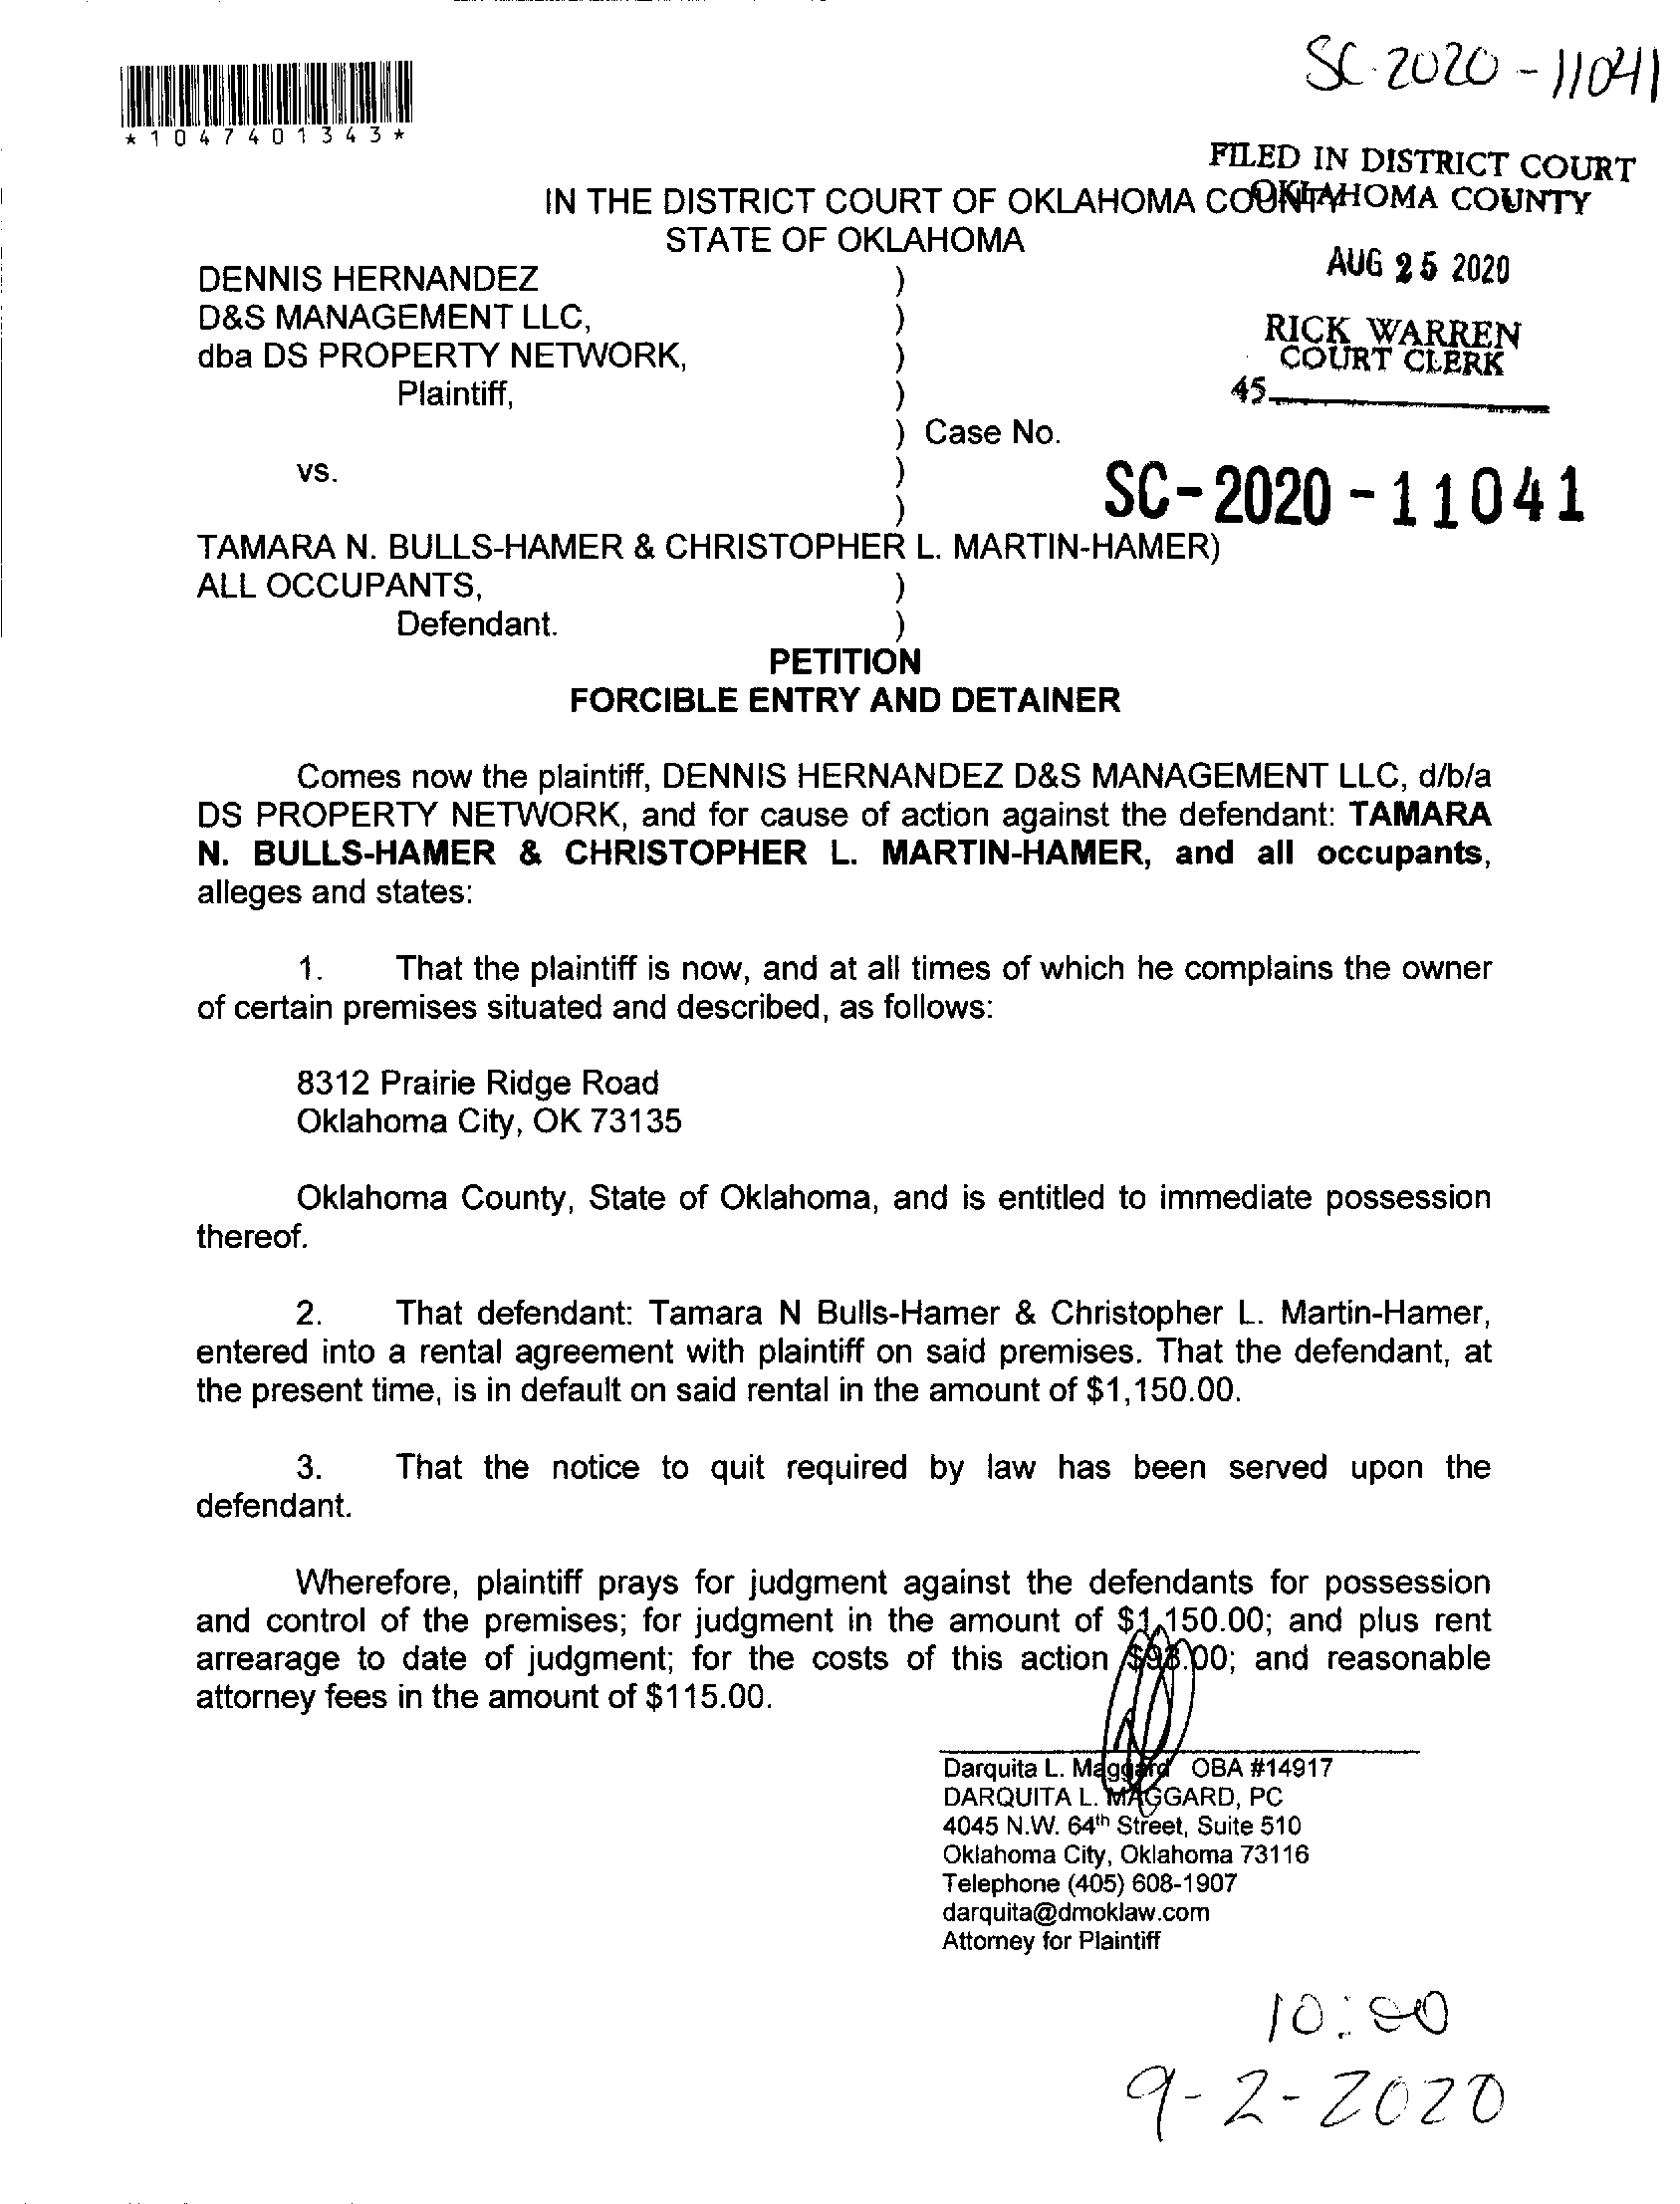 SC-2020-11041
*1047401343*
FILED IN DISTRICT COURT
OKLAHOMA COUNTY
IN THE DISTRICT COURT OF OKLAHOMA COUNTY
STATE OF OKLAHOMA
AUG 25 2020
DENNIS HERNANDEZ )
D&S MANAGEMENT LLC, )
RICK WARREN
COURT CLERK
dba DS PROPERTY NETWORK, )
Plaintiff, )
45
) Case No.
vs. )
SC-2020-11041
)
TAMARA N. BULLS-HAMER & CHRISTOPHER L. MARTIN-HAMER)
ALL OCCUPANTS, )
Defendant. )
PETITION
FORCIBLE ENTRY AND DETAINER
Comes now the plaintiff, DENNIS HERNANDEZ D&S MANAGEMENT LLC, d/b/a
DS PROPERTY NETWORK, and for cause of action against the defendant: TAMARA
N. BULLS-HAMER & CHRISTOPHER L. MARTIN-HAMER, and all occupants,
alleges and states:
1. That the plaintiff is now, and at all times of which he complains the owner
of certain premises situated and described, as follows:
8312 Prairie Ridge Road
Oklahoma City, OK 73135
Oklahoma County, State of Oklahoma, and is entitled to immediate possession
thereof.
2. That defendant: Tamara N Bulls-Hamer & Christopher L. Martin-Hamer,
entered into a rental agreement with plaintiff on said premises. That the defendant, at
the present time, is in default on said rental in the amount of $1,150.00.
3. That the notice to quit required by law has been served upon the
defendant.
Wherefore, plaintiff prays for judgment against the defendants for possession
and control of the premises; for judgment in the amount of $1,150.00; and plus rent
arrearage to date of judgment; for the costs of this action ; and reasonable
attorney fees in the amount of $115.00.
Darquita L. Maggard OBA #14917
DARQUITA L. MAGGARD, PC
4045 N.W. 64th Street, Suite 510
Oklahoma City, Oklahoma 73116
Telephone (405) 608-1907
darquita@dmoklaw.com
Attorney for Plaintiff
10:00
9-2-2020